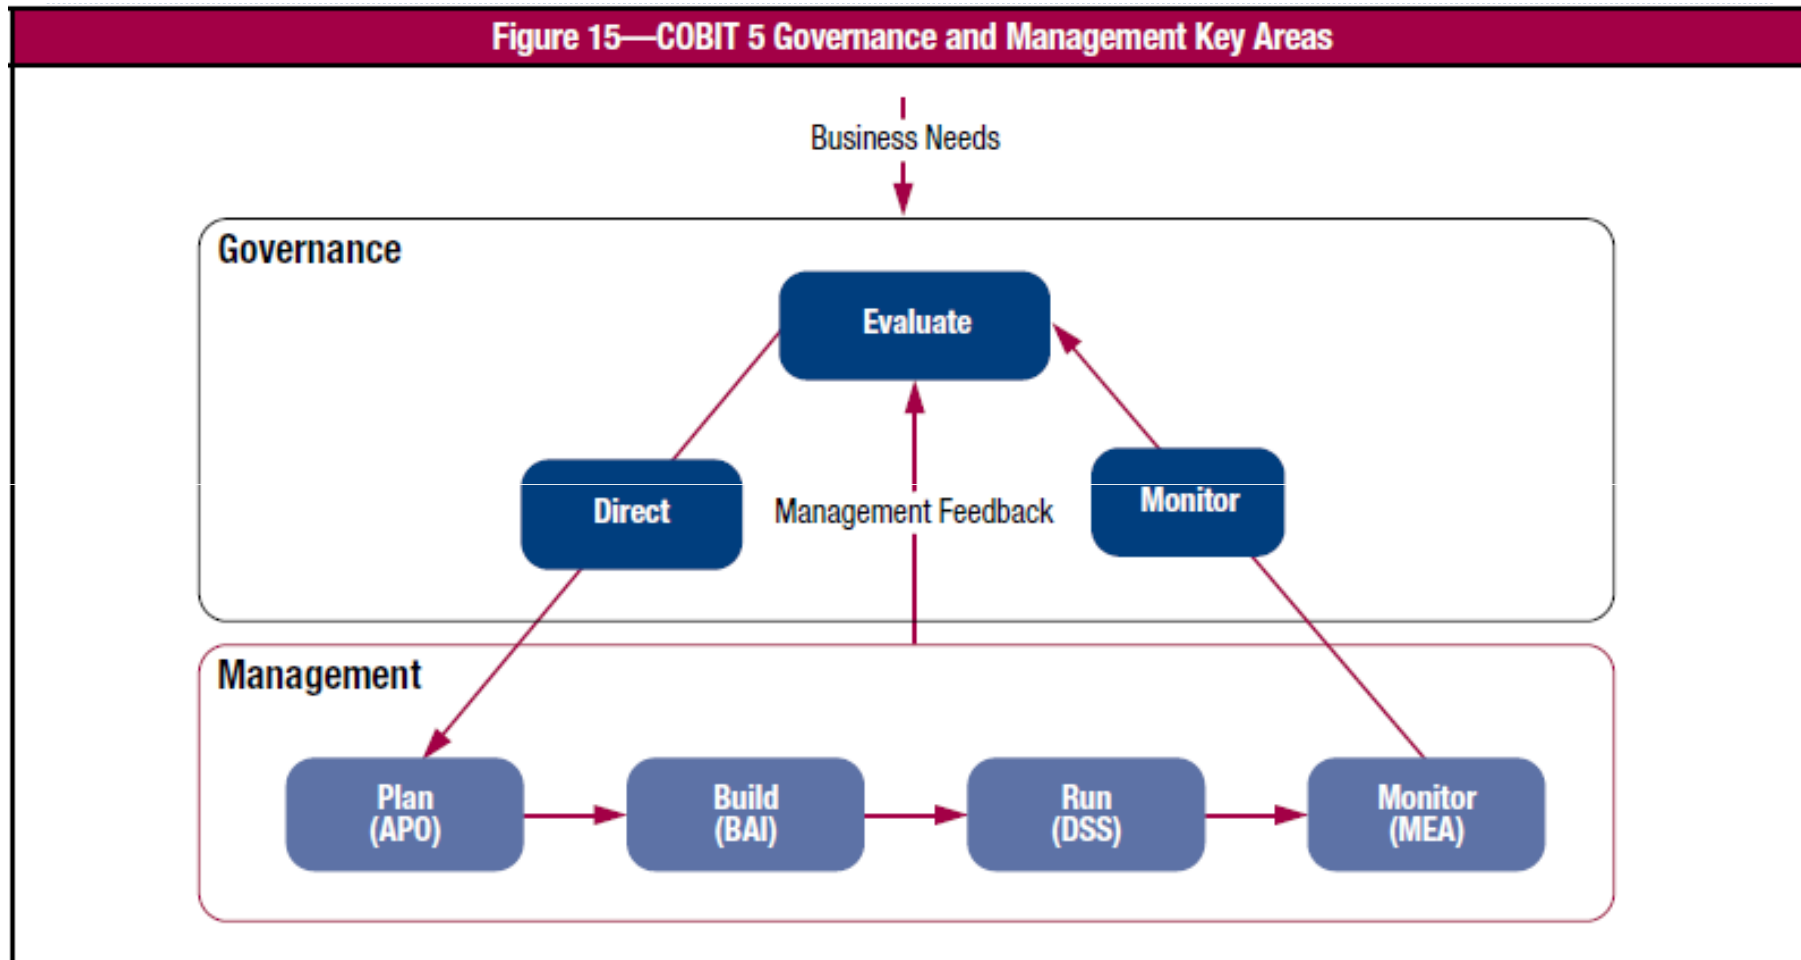 Figure 15—COBIT 5 Governance and Management Key Areas
Business Needs
Governance
Evaluate
Direct
Management Feedback
Monitor
Management
Plan
(APO)
Build
(BAI)
Run
(DSS)
Monitor
(MEA)